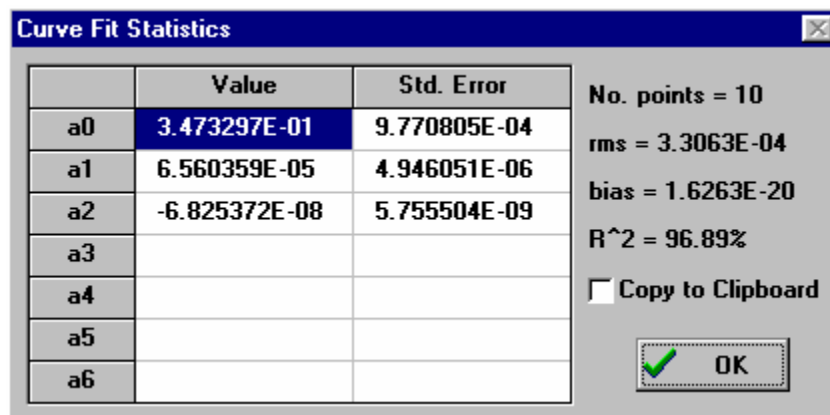 Curve Fit Statistics
Value Std. Error
a0 3.473297E-01 9.770805E-04
a1 6.560359E-05 4.946051E-06
a2 -6.825372E-08 5.755504E-09
a3
a4
a5
a6
No. points = 10
rms = 3.3063E-04
bias = 1.6263E-20
R^2 = 96.89%
Copy to Clipboard
OK